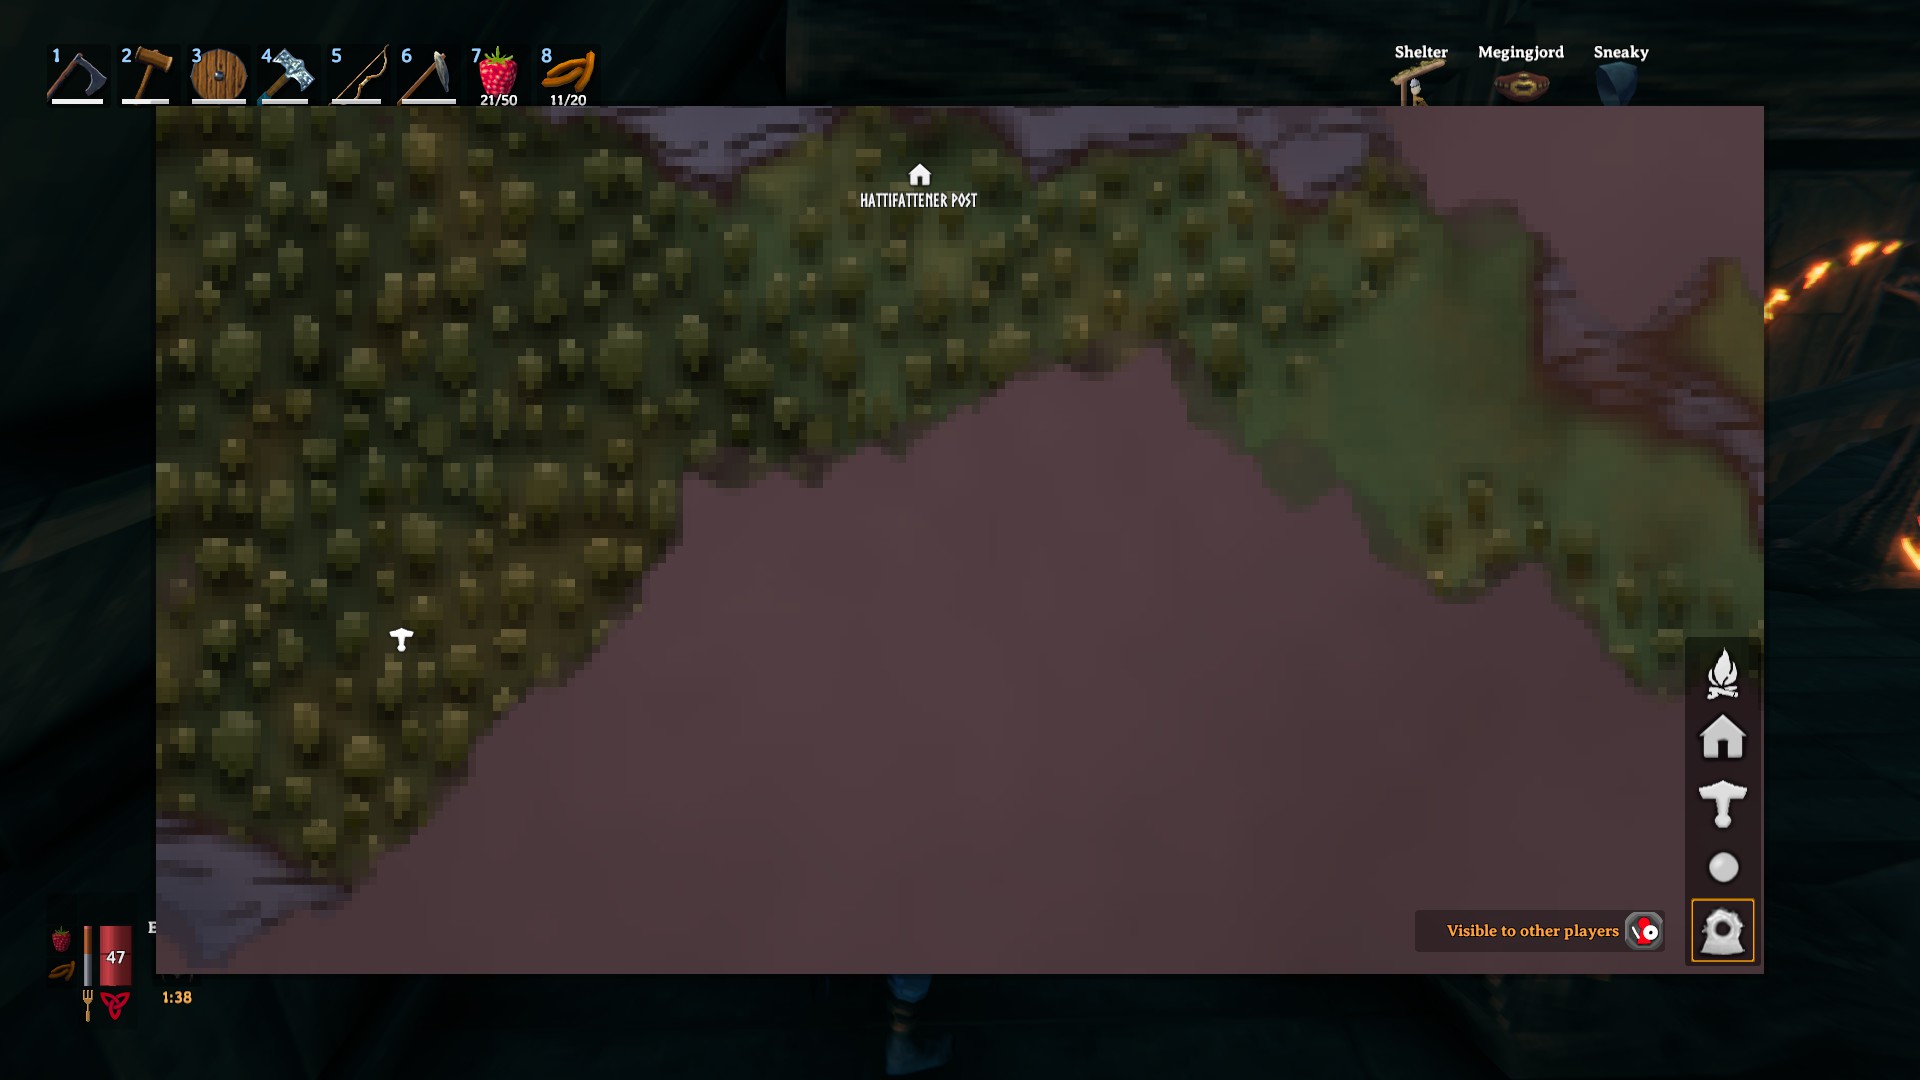 1 2 3 4 5 6 7 8
21/50 11/20
Shelter Megingjord Sneaky
HATTIFATTENER POST
Visible to other players
E
47
1:38